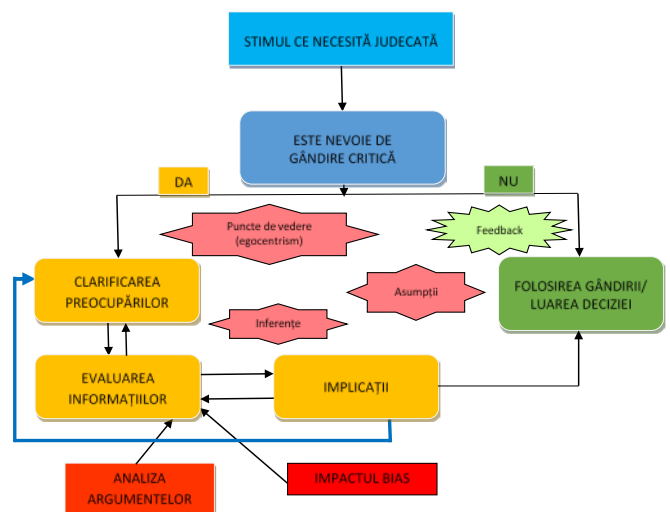 STIMUL CE NECESITĂ JUDECATĂ
ESTE NEVOIE DE
GÂNDIRE CRITICĂ
DA
NU
Puncte de vedere
(egocentrism)
Feedback
CLARIFICAREA
PREOCUPĂRILOR
Asumpții
FOLOSIREA GÂNDIRII/
LUAREA DECIZIEI
Inferențe
EVALUAREA
INFORMAȚIILOR
IMPLICAȚII
ANALIZA
ARGUMENTELOR
IMPACTUL BIAS